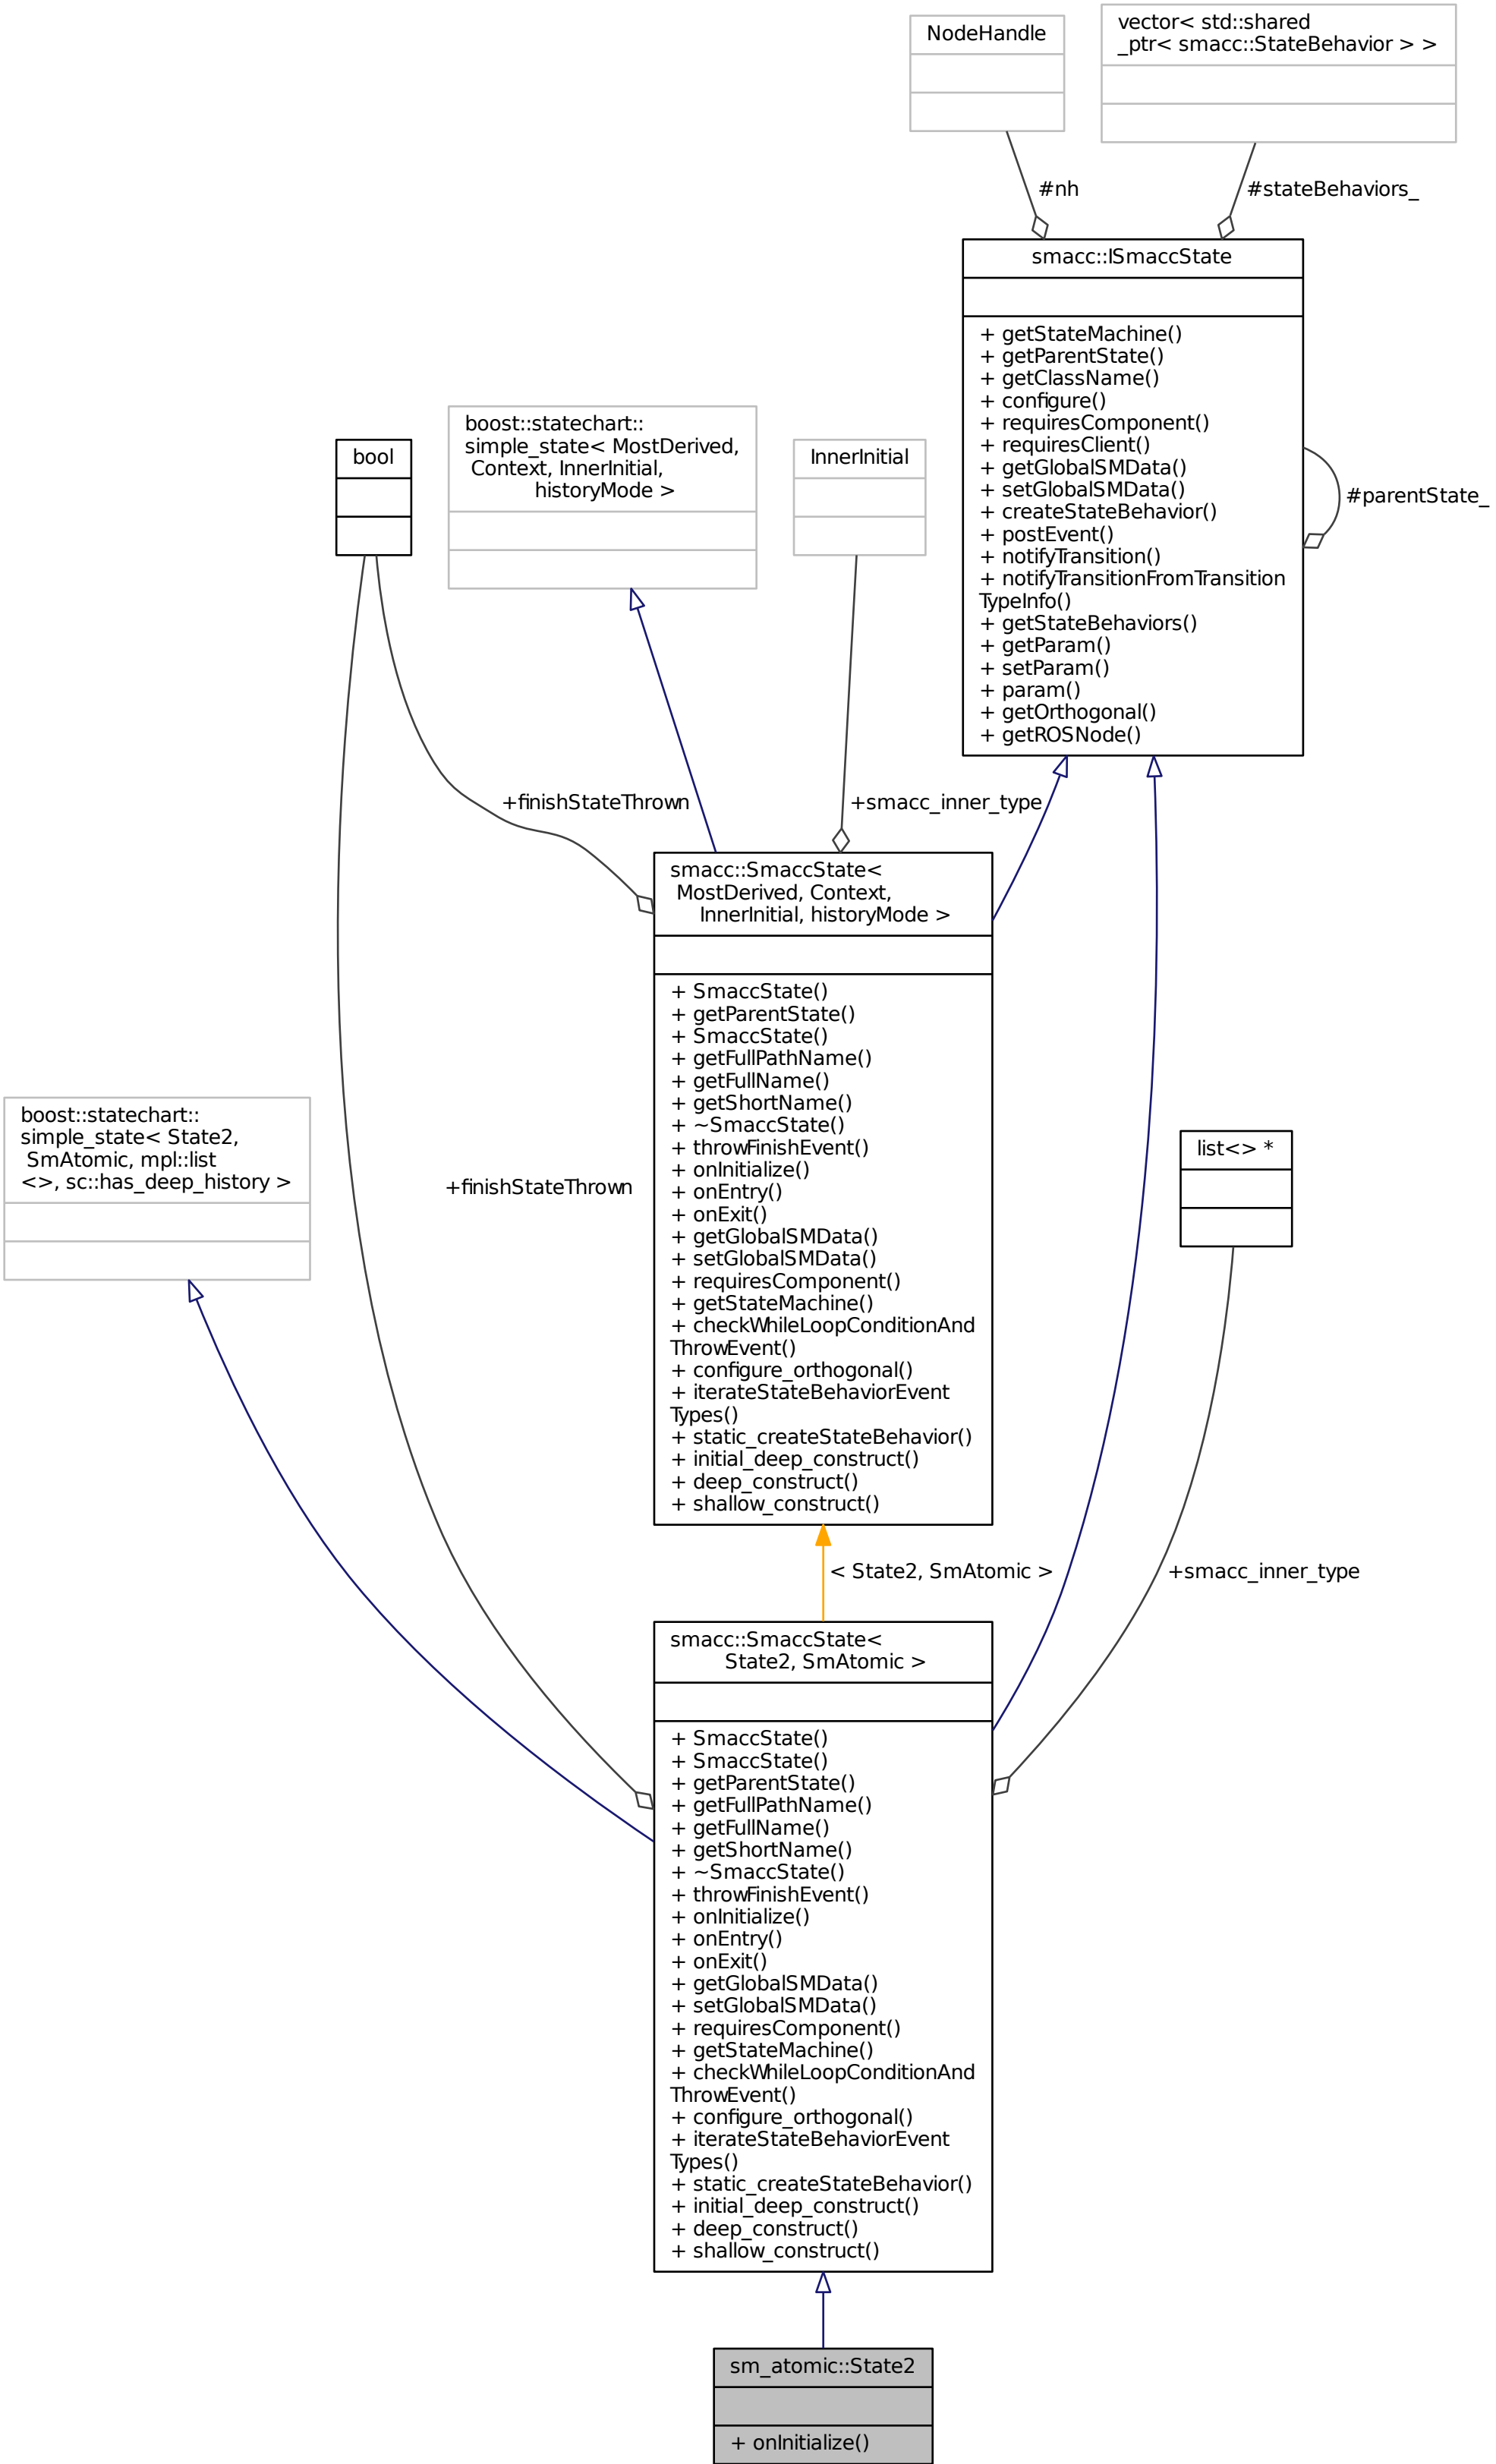 NodeHandle
vector< std::shared
_ptr< smacc::StateBehavior > >
#nh
#stateBehaviors_
smacc::ISmaccState
+ getStateMachine()
+ getParentState()
+ getClassName()
+ configure()
+ requiresComponent()
+ requiresClient()
+ getGlobalSMData()
+ setGlobalSMData()
+ createStateBehavior()
+ postEvent()
+ notifyTransition()
+ notifyTransitionFromTransition
TypeInfo()
+ getStateBehaviors()
+ getParam()
+ setParam()
+ param()
+ getOrthogonal()
+ getROSNode()
#parentState_
bool
boost::statechart::
simple_state< MostDerived,
Context, InnerInitial,
historyMode >
InnerInitial
+finishStateThrown
+smacc_inner_type
smacc::SmaccState<
MostDerived, Context,
InnerInitial, historyMode >
+ SmaccState()
+ getParentState()
+ SmaccState()
+ getFullPathName()
+ getFullName()
+ getShortName()
+ ~SmaccState()
+ throwFinishEvent()
+ onInitialize()
+ onEntry()
+ onExit()
+ getGlobalSMData()
+ setGlobalSMData()
+ requiresComponent()
+ getStateMachine()
+ checkWhileLoopConditionAnd
ThrowEvent()
+ configure_orthogonal()
+ iterateStateBehaviorEvent
Types()
+ static_createStateBehavior()
+ initial_deep_construct()
+ deep_construct()
+ shallow_construct()
boost::statechart::
simple_state< State2,
SmAtomic, mpl::list
<>, sc::has_deep_history >
+finishStateThrown
list<> *
< State2, SmAtomic >
+smacc_inner_type
smacc::SmaccState<
State2, SmAtomic >
+ SmaccState()
+ SmaccState()
+ getParentState()
+ getFullPathName()
+ getFullName()
+ getShortName()
+ ~SmaccState()
+ throwFinishEvent()
+ onInitialize()
+ onEntry()
+ onExit()
+ getGlobalSMData()
+ setGlobalSMData()
+ requiresComponent()
+ getStateMachine()
+ checkWhileLoopConditionAnd
ThrowEvent()
+ configure_orthogonal()
+ iterateStateBehaviorEvent
Types()
+ static_createStateBehavior()
+ initial_deep_construct()
+ deep_construct()
+ shallow_construct()
sm_atomic::State2
+ onInitialize()